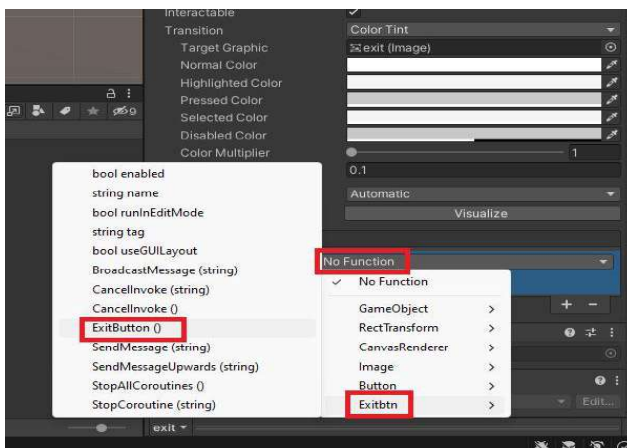 Interactable
Transition
Color Tint
Target Graphic
exit (Image)
Normal Color
Highlighted Color
Pressed Color
Selected Color
Disabled Color
Color Multiplier
1
0.1
Automatic
Visualize
9
bool enabled
string name
bool runInEditMode
string tag
bool useGUILayout
BroadcastMessage (string)
CancelInvoke (string)
CancelInvoke ()
ExitButton ()
SendMessage (string)
SendMessageUpwards (string)
StopAllCoroutines ()
StopCoroutine (string)
No Function
No Function
GameObject
RectTransform
CanvasRenderer
Image
Button
Exitbtn
Edit...
exit